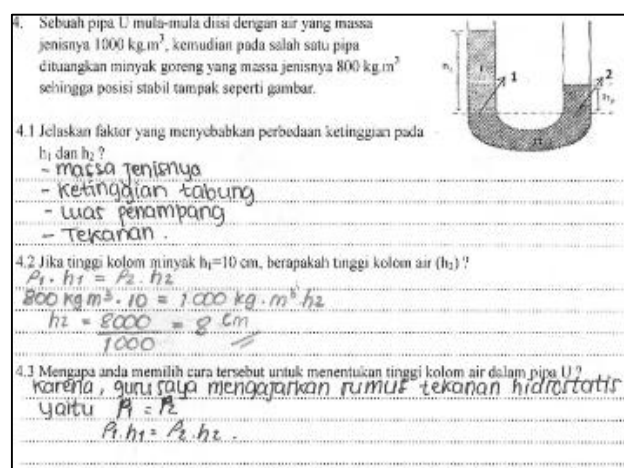 4. Sebuah pipa U mula-mula diisi dengan air yang massa
jenisnya 1000 kg.m³, kemudian pada salah satu pipa
dituangkan minyak goreng yang massa jenisnya 800 kg.m³
sehingga posisi stabil tampak seperti gambar.
1
2
4.1 Jelaskan faktor yang menyebabkan perbedaan ketinggian pada
h₁ dan h₂ ?
- massa Jenisnya
- Ketinggian tabung
- Luas penampang
- Tekanan .
4.2 Jika tinggi kolom minyak h₁=10 cm, berapakah tinggi kolom air (h₂) ?
ρ₁ . h₁ = ρ₂ . h₂
800 kg m³ . 10 = 1000 kg . m³ h₂
h₂ = 8000 = 8 cm
1000
4.3 Mengapa anda memilih cara tersebut untuk menentukan tinggi kolom air dalam pipa U ?
Karena , guru saya mengajarkan rumus tekanan hidrostatis
yaitu P₁ = P₂
ρ₁.h₁ = ρ₂.h₂ .